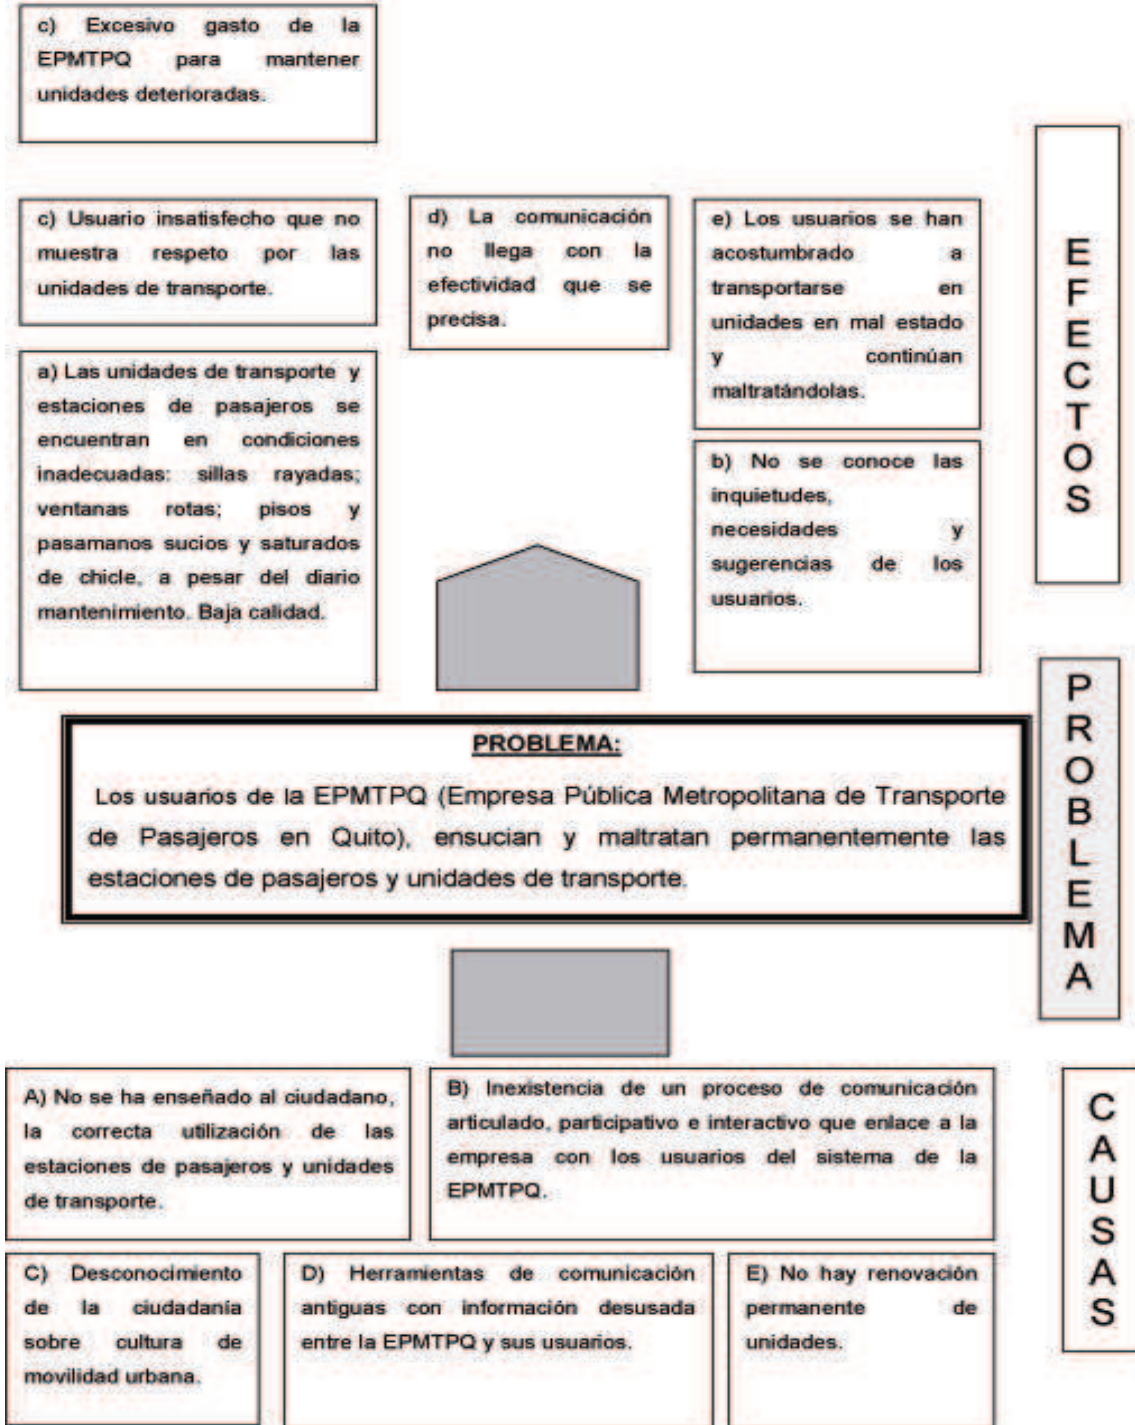 c) Excesivo gasto de la
EPMTPQ para mantener
unidades deterioradas.
c) Usuario insatisfecho que no
muestra respeto por las
unidades de transporte.
d) La comunicación
no llega con la
efectividad que se
precisa.
e) Los usuarios se han
acostumbrado a
transportarse en
unidades en mal estado
y continúan
maltratándolas.
a) Las unidades de transporte y
estaciones de pasajeros se
encuentran en condiciones
inadecuadas: sillas rayadas;
ventanas rotas; pisos y
pasamanos sucios y saturados
de chicle, a pesar del diario
mantenimiento. Baja calidad.
b) No se conoce las
inquietudes,
necesidades y
sugerencias de los
usuarios.
EFECTOS
PROBLEMA:
Los usuarios de la EPMTPQ (Empresa Pública Metropolitana de Transporte
de Pasajeros en Quito), ensucian y maltratan permanentemente las
estaciones de pasajeros y unidades de transporte.
PROBLEMA
A) No se ha enseñado al ciudadano,
la correcta utilización de las
estaciones de pasajeros y unidades
de transporte.
B) Inexistencia de un proceso de comunicación
articulado, participativo e interactivo que enlace a la
empresa con los usuarios del sistema de la
EPMTPQ.
C) Desconocimiento
de la ciudadanía
sobre cultura de
movilidad urbana.
D) Herramientas de comunicación
antiguas con información desusada
entre la EPMTPQ y sus usuarios.
E) No hay renovación
permanente de
unidades.
CAUSAS